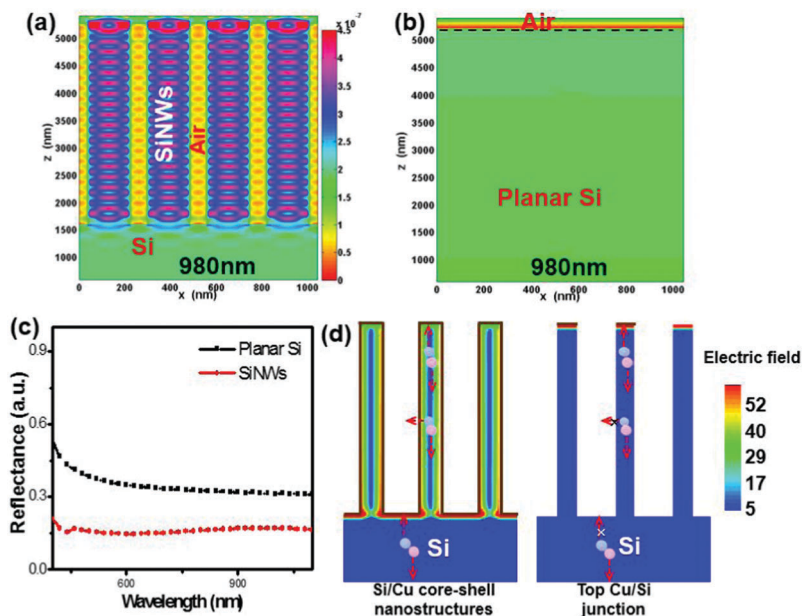 (a)
z (nm)
5000
4500
4000
3500
3000
2500
2000
1500
1000
SiNWs
Air
Si
980nm
0 200 400 600 800 1000
x (nm)
x 10⁻⁷
4.5
4
3.5
3
2.5
2
1.5
1
0.5
0
(b)
Air
z (nm)
5000
4500
4000
3500
3000
2500
2000
1500
1000
Planar Si
980nm
0 200 400 600 800 1000
x (nm)
(c)
Reflectance (a.u.)
0.9
0.6
0.3
0.0
Planar Si
SiNWs
600 900
Wavelength (nm)
(d)
Si
Si/Cu core-shell
nanostructures
Si
Top Cu/Si
junction
Electric field
52
40
29
17
5